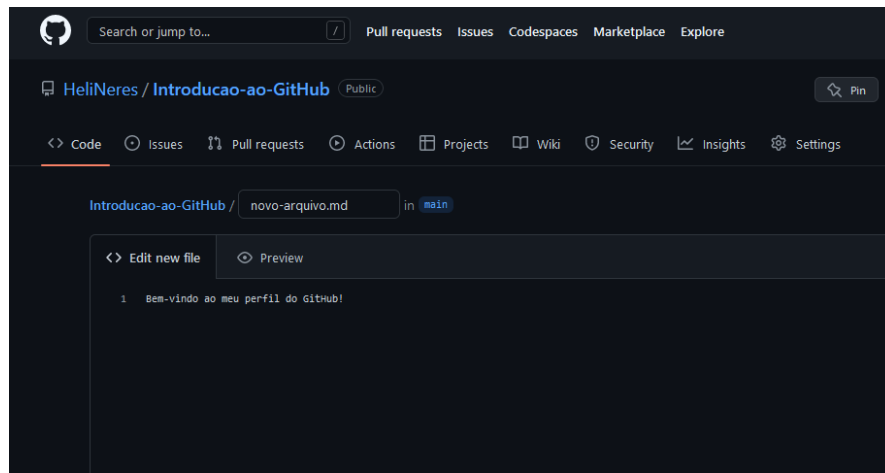 Search or jump to... / Pull requests Issues Codespaces Marketplace Explore
HeliNeres / Introducao-ao-GitHub Public Pin
<> Code Issues Pull requests Actions Projects Wiki Security Insights Settings
Introducao-ao-GitHub / novo-arquivo.md in main
<> Edit new file Preview
1 Bem-vindo ao meu perfil do GitHub!